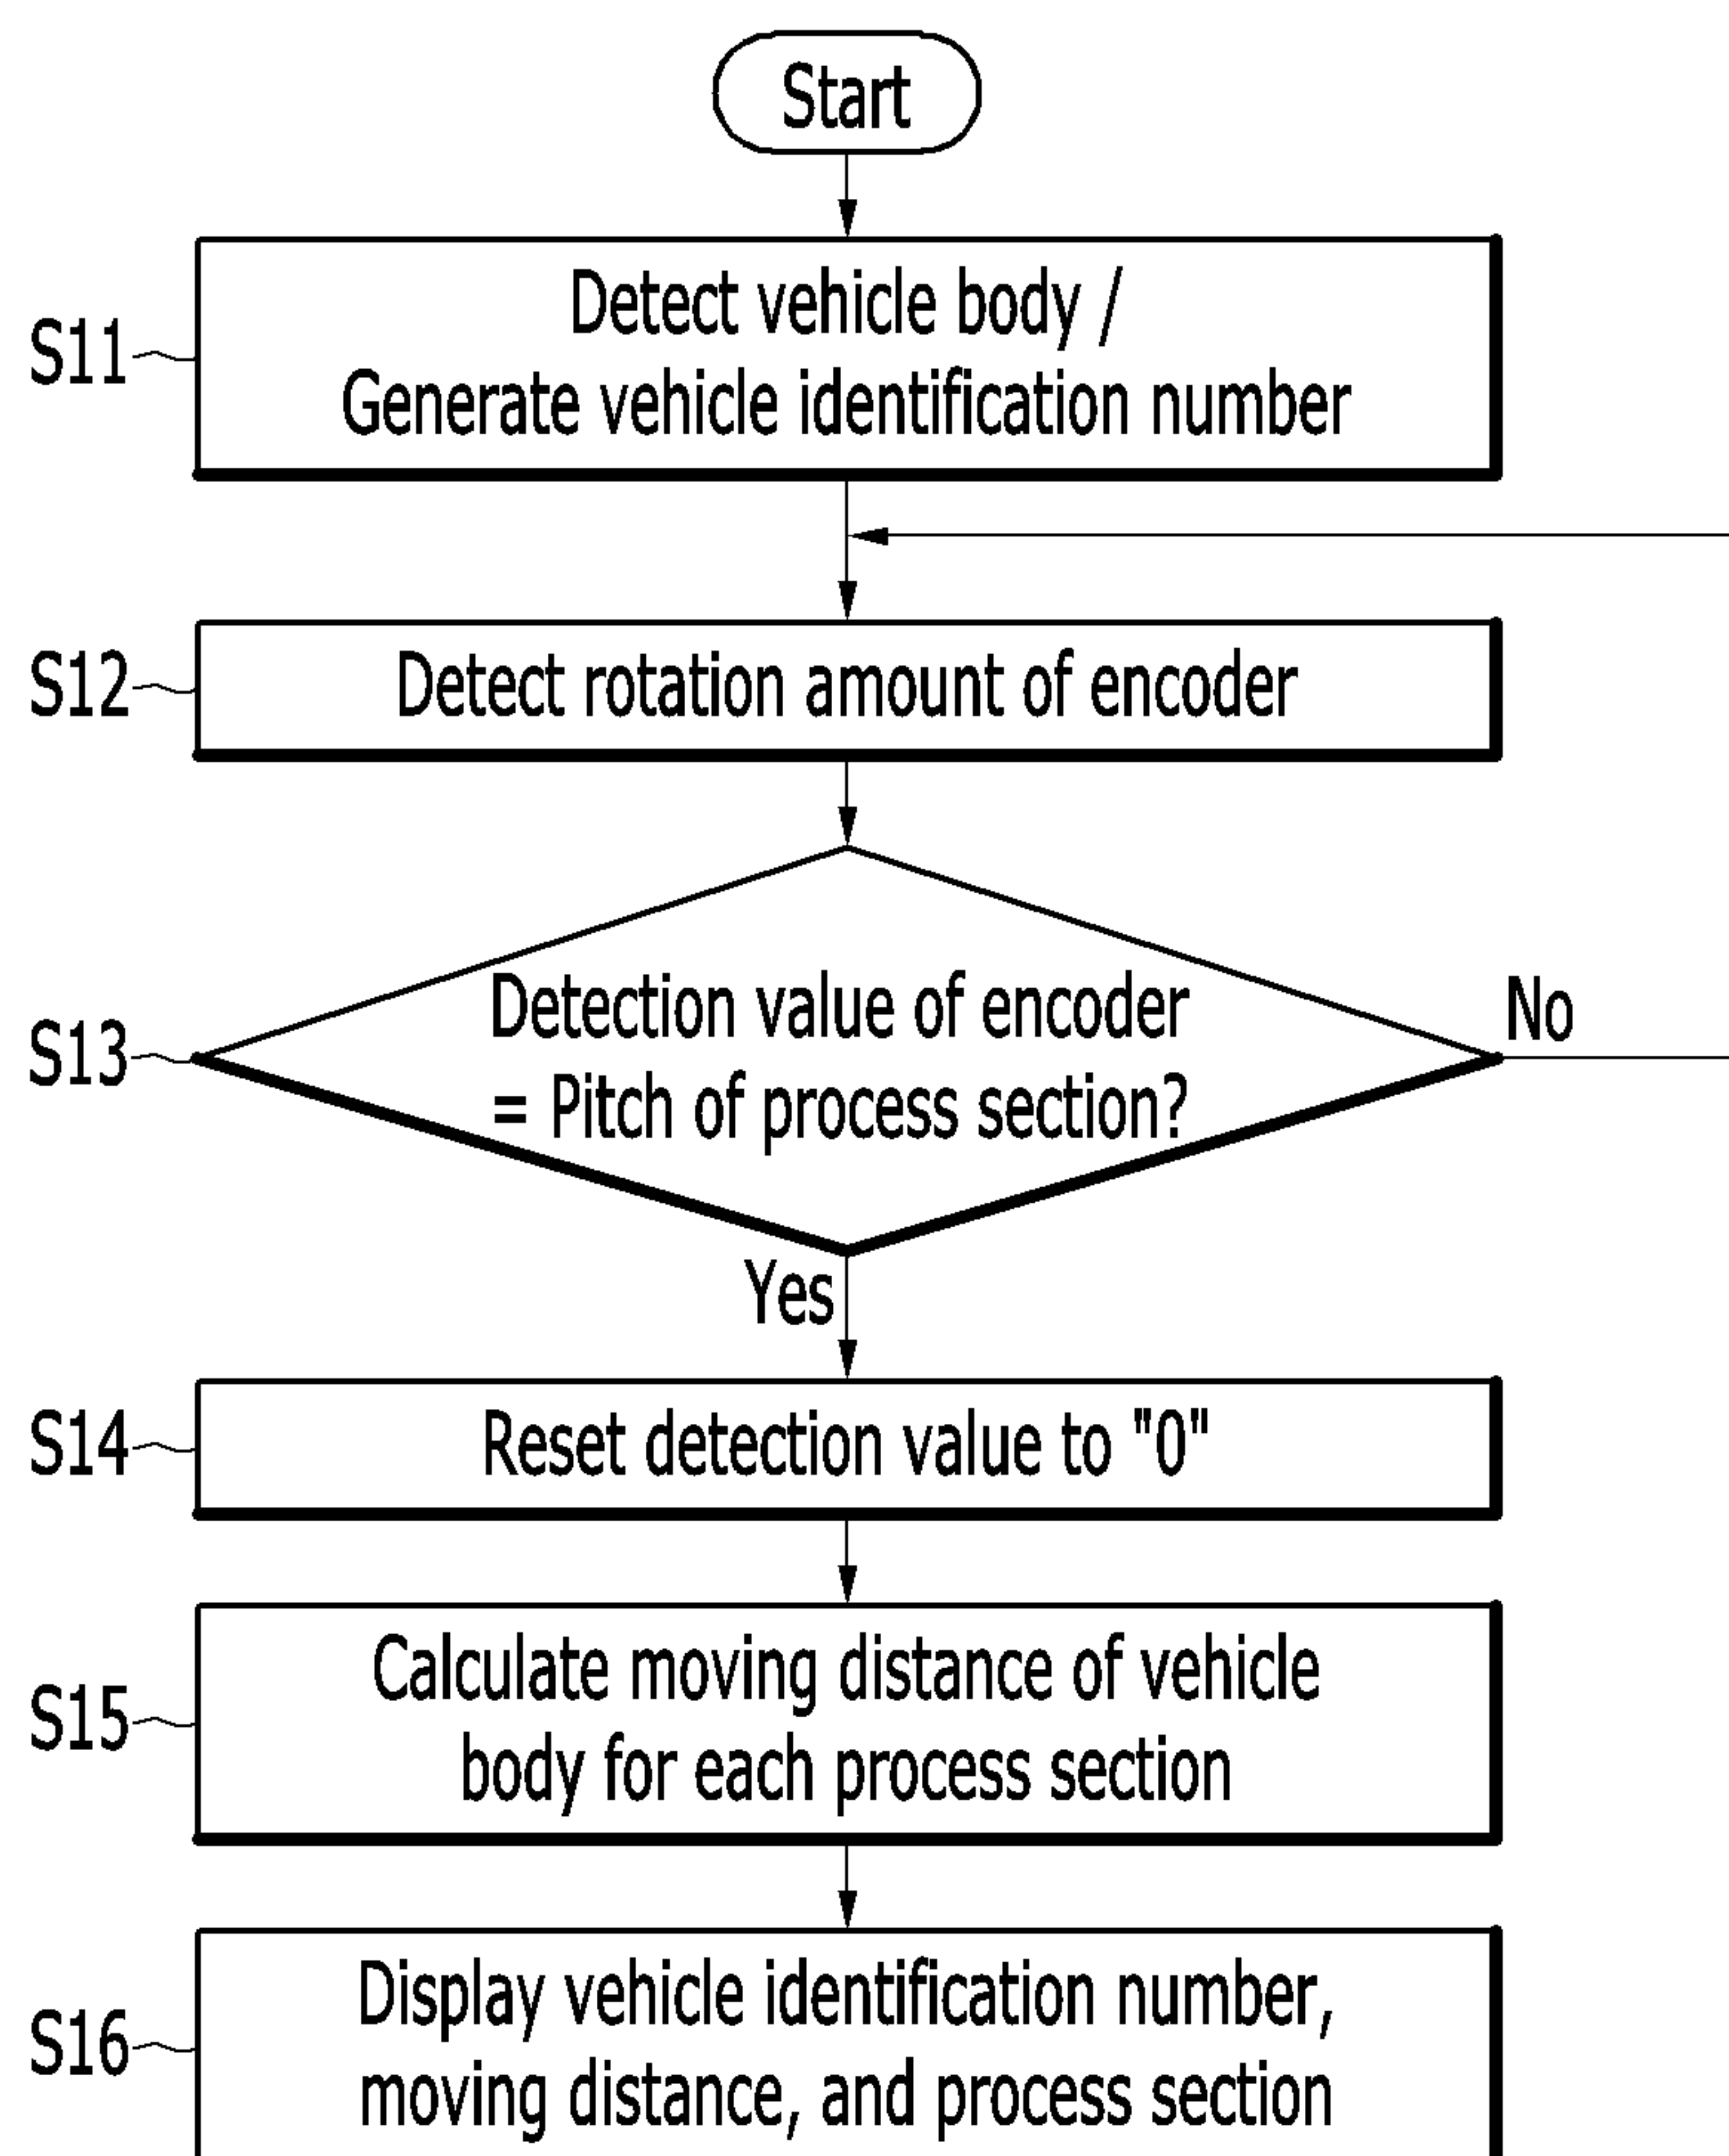 Start
S11
Detect vehicle body /
Generate vehicle identification number
S12
Detect rotation amount of encoder
S13
Detection value of encoder
= Pitch of process section?
No
Yes
S14
Reset detection value to "0"
S15
Calculate moving distance of vehicle
body for each process section
S16
Display vehicle identification number,
moving distance, and process section